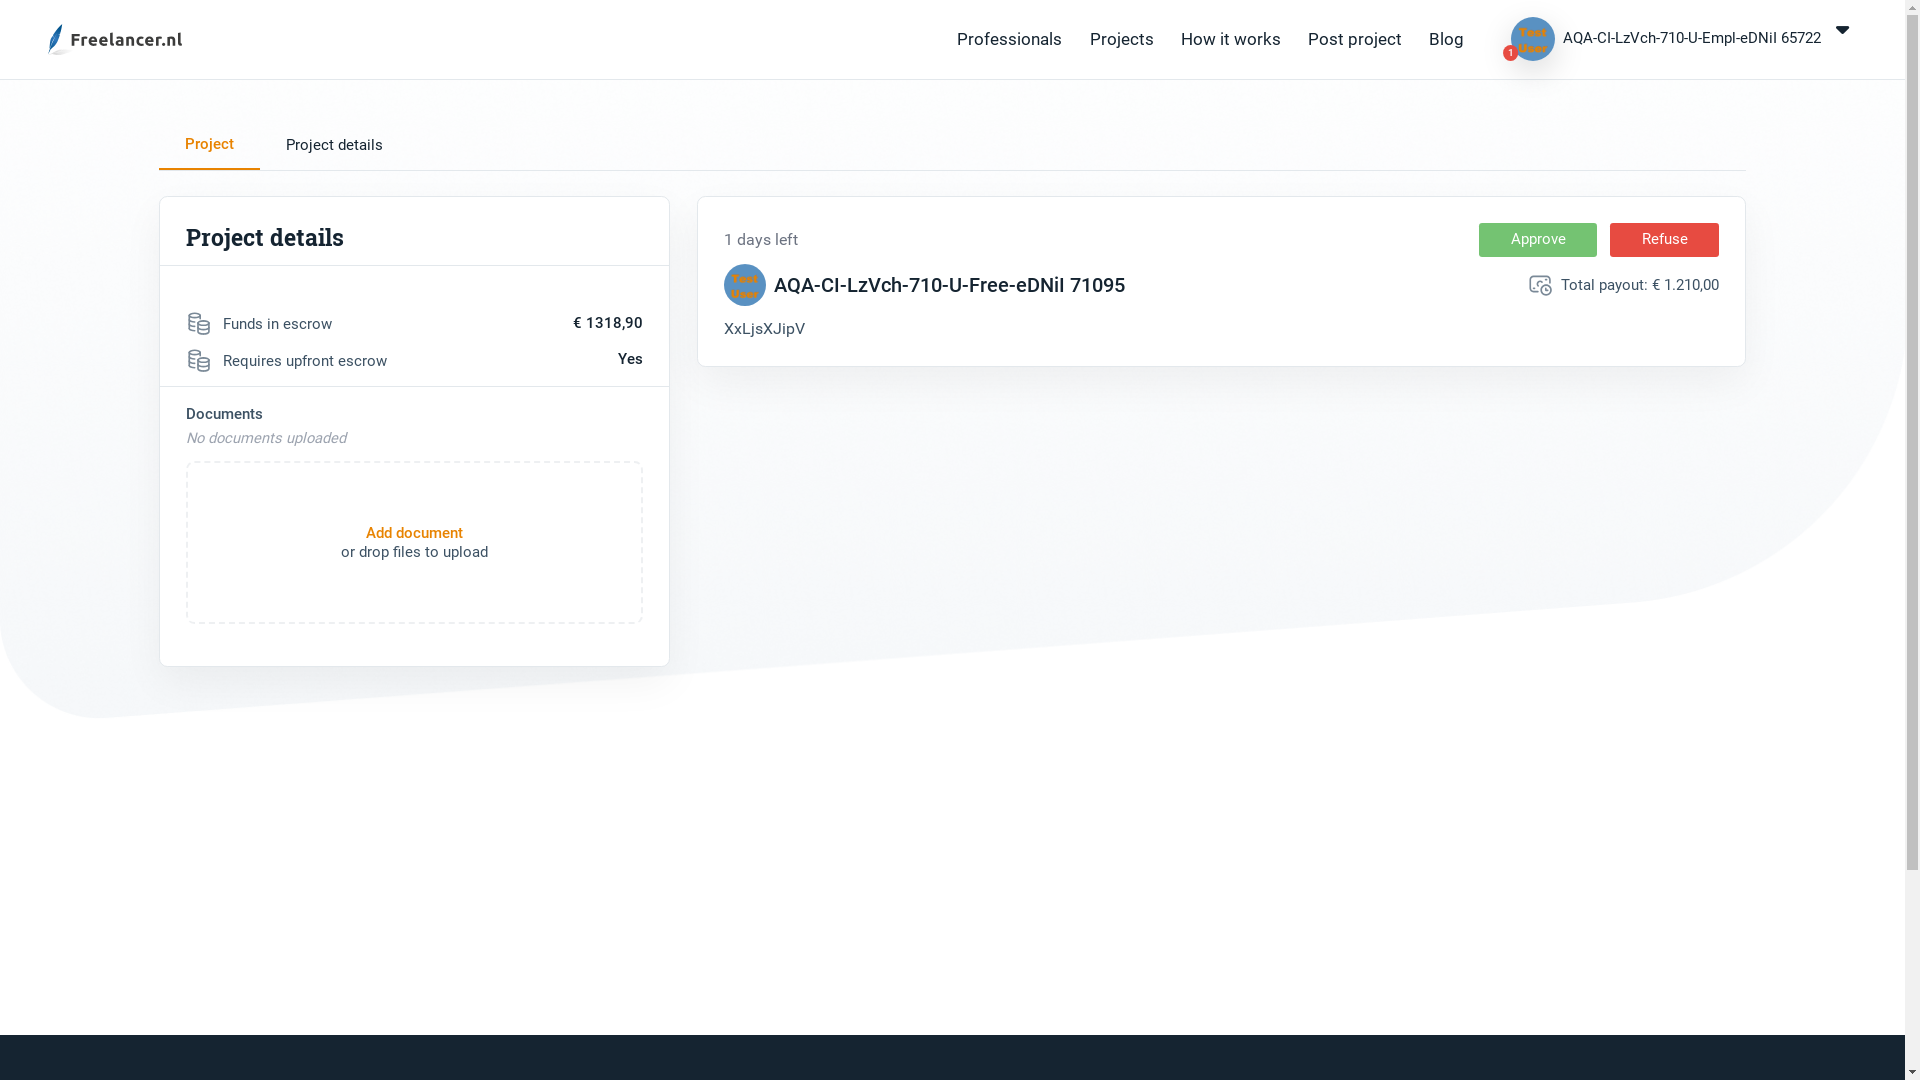 Freelancer.nl
Professionals
Projects
How it works
Post project
Blog
Test
User
1
AQA-CI-LzVch-710-U-Empl-eDNiI 65722
Project
Project details
Project details
Funds in escrow
€ 1318,90
Requires upfront escrow
Yes
Documents
No documents uploaded
Add document
or drop files to upload
1 days left
Approve
Refuse
Test
User
AQA-CI-LzVch-710-U-Free-eDNiI 71095
Total payout: € 1.210,00
XxLjsXJipV